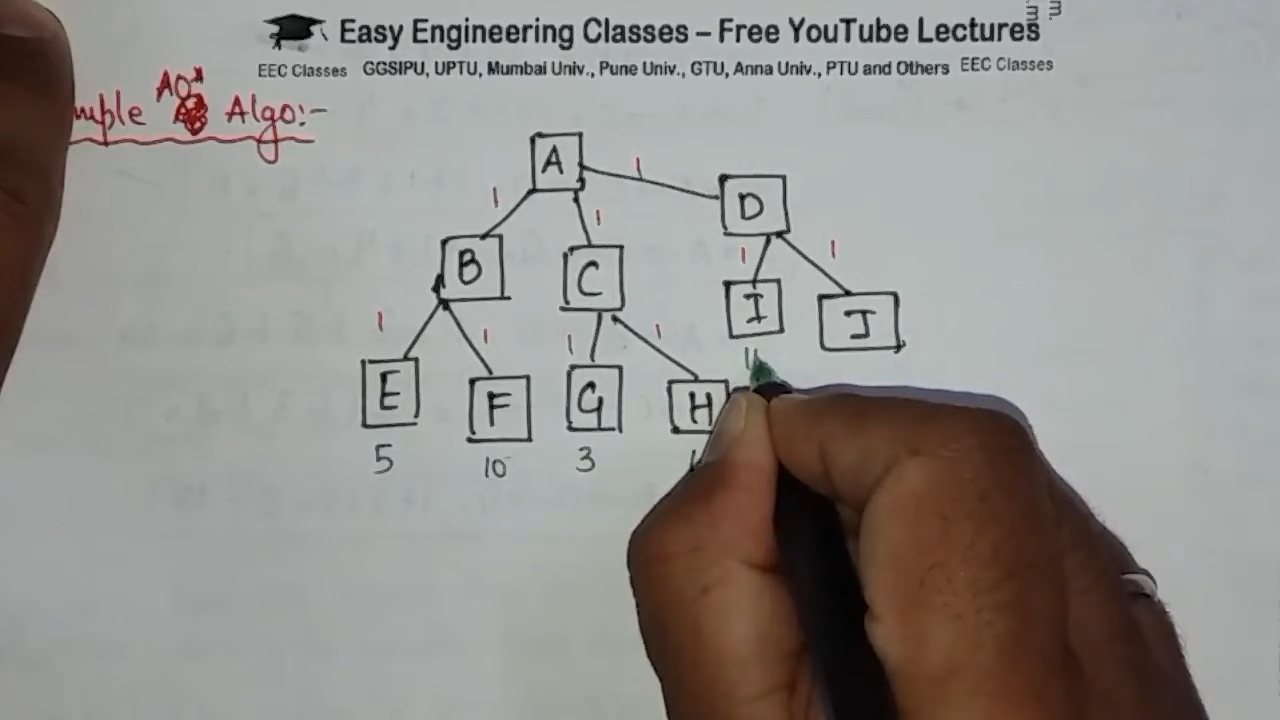 Easy Engineering Classes – Free YouTube Lectures
EEC Classes GGSIPU, UPTU, Mumbai Univ., Pune Univ., GTU, Anna Univ., PTU and Others EEC Classes
AO* Algo:-
A
1
1
1
D
B
C
1
1
I
J
1
1
1
1
E
F
G
H
5
10
3